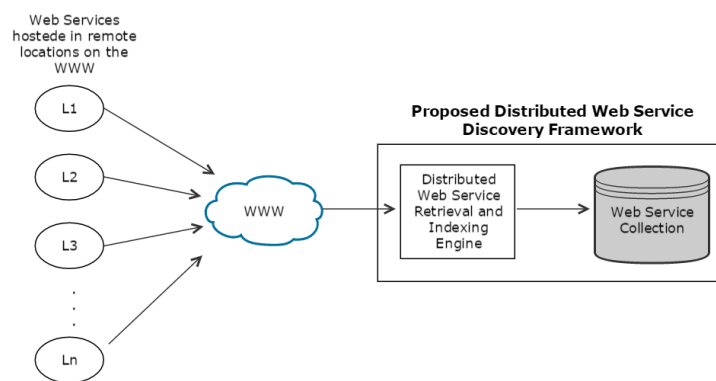 Web Services
hostede in remote
locations on the
WWW
L1
L2
L3
.
.
.
Ln
WWW
Proposed Distributed Web Service
Discovery Framework
Distributed
Web Service
Retrieval and
Indexing
Engine
Web Service
Collection